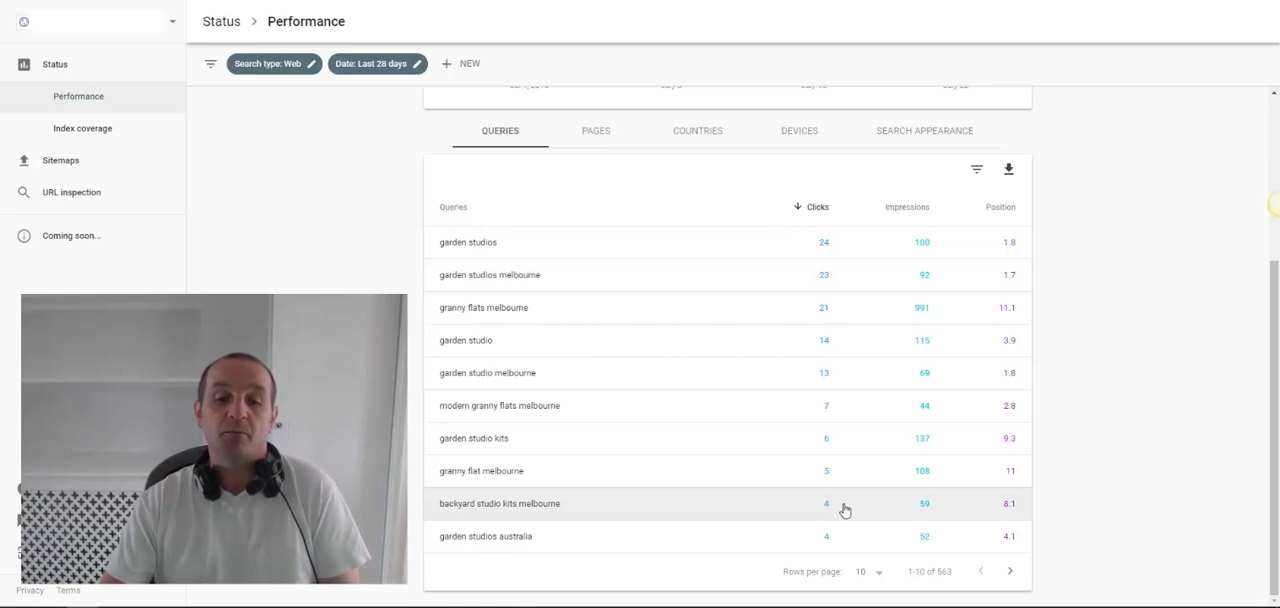 Status > Performance
Search type: Web Date: Last 28 days + NEW
Status
Performance
Index coverage
Sitemaps
URL inspection
Coming soon...
QUERIES PAGES COUNTRIES DEVICES SEARCH APPEARANCE
Queries Clicks Impressions Position
garden studios 24 100 1.8
garden studios melbourne 23 92 1.7
granny flats melbourne 21 991 11.1
garden studio 14 115 3.9
garden studio melbourne 13 69 1.8
modern granny flats melbourne 7 44 2.8
garden studio kits 6 137 9.3
granny flat melbourne 5 108 11
backyard studio kits melbourne 4 59 8.1
garden studios australia 4 52 4.1
Rows per page: 10 1-10 of 563
Privacy Terms